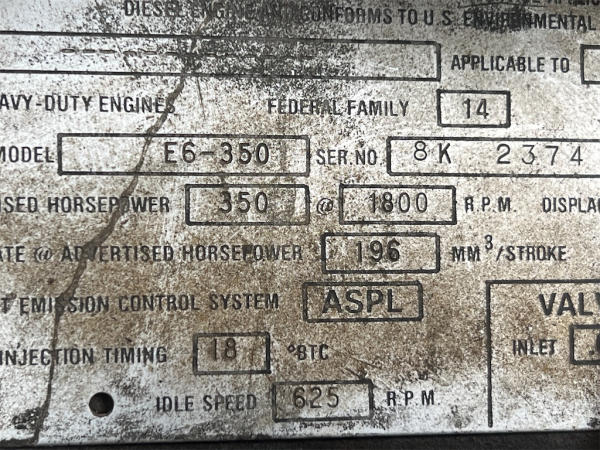 DIESEL ENGINE AND CONFORMS TO U.S. ENVIRONMENTAL
APPLICABLE TO
AVY-DUTY ENGINES FEDERAL FAMILY 14
MODEL E6-350 SER. NO. 8K 2374
ISED HORSEPOWER 350 @ 1800 R.P.M. DISPLAC
ATE @ ADVERTISED HORSEPOWER 196 MM³/STROKE
T EMISSION CONTROL SYSTEM ASPL VALV
INJECTION TIMING 18 °BTC INLET
IDLE SPEED 625 R.P.M.